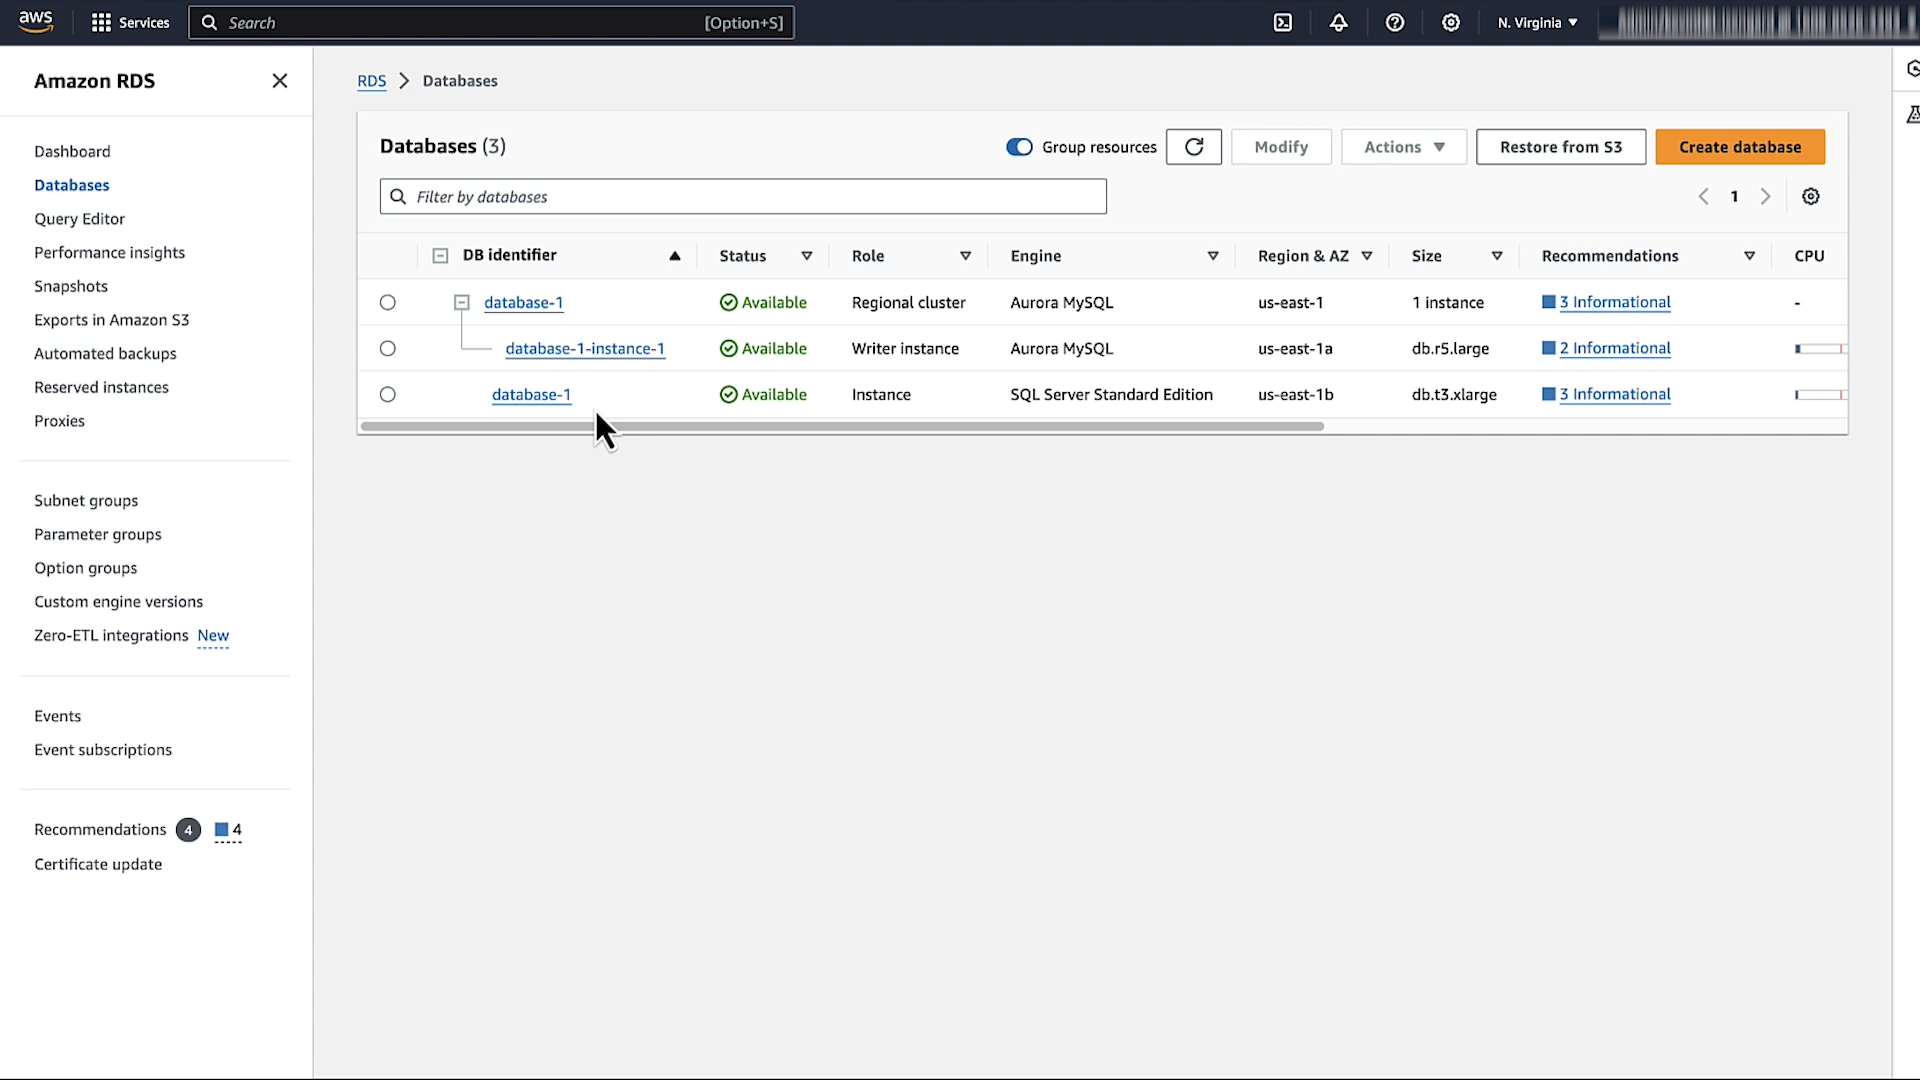 aws Services Search [Option+S] N. Virginia
Amazon RDS
Dashboard
Databases
Query Editor
Performance insights
Snapshots
Exports in Amazon S3
Automated backups
Reserved instances
Proxies
Subnet groups
Parameter groups
Option groups
Custom engine versions
Zero-ETL integrations New
Events
Event subscriptions
Recommendations 4 4
Certificate update
RDS Databases
Databases (3) Group resources Modify Actions Restore from S3 Create database
Filter by databases 1
DB identifier Status Role Engine Region & AZ Size Recommendations CPU
database-1 Available Regional cluster Aurora MySQL us-east-1 1 instance 3 Informational -
database-1-instance-1 Available Writer instance Aurora MySQL us-east-1a db.r5.large 2 Informational
database-1 Available Instance SQL Server Standard Edition us-east-1b db.t3.xlarge 3 Informational